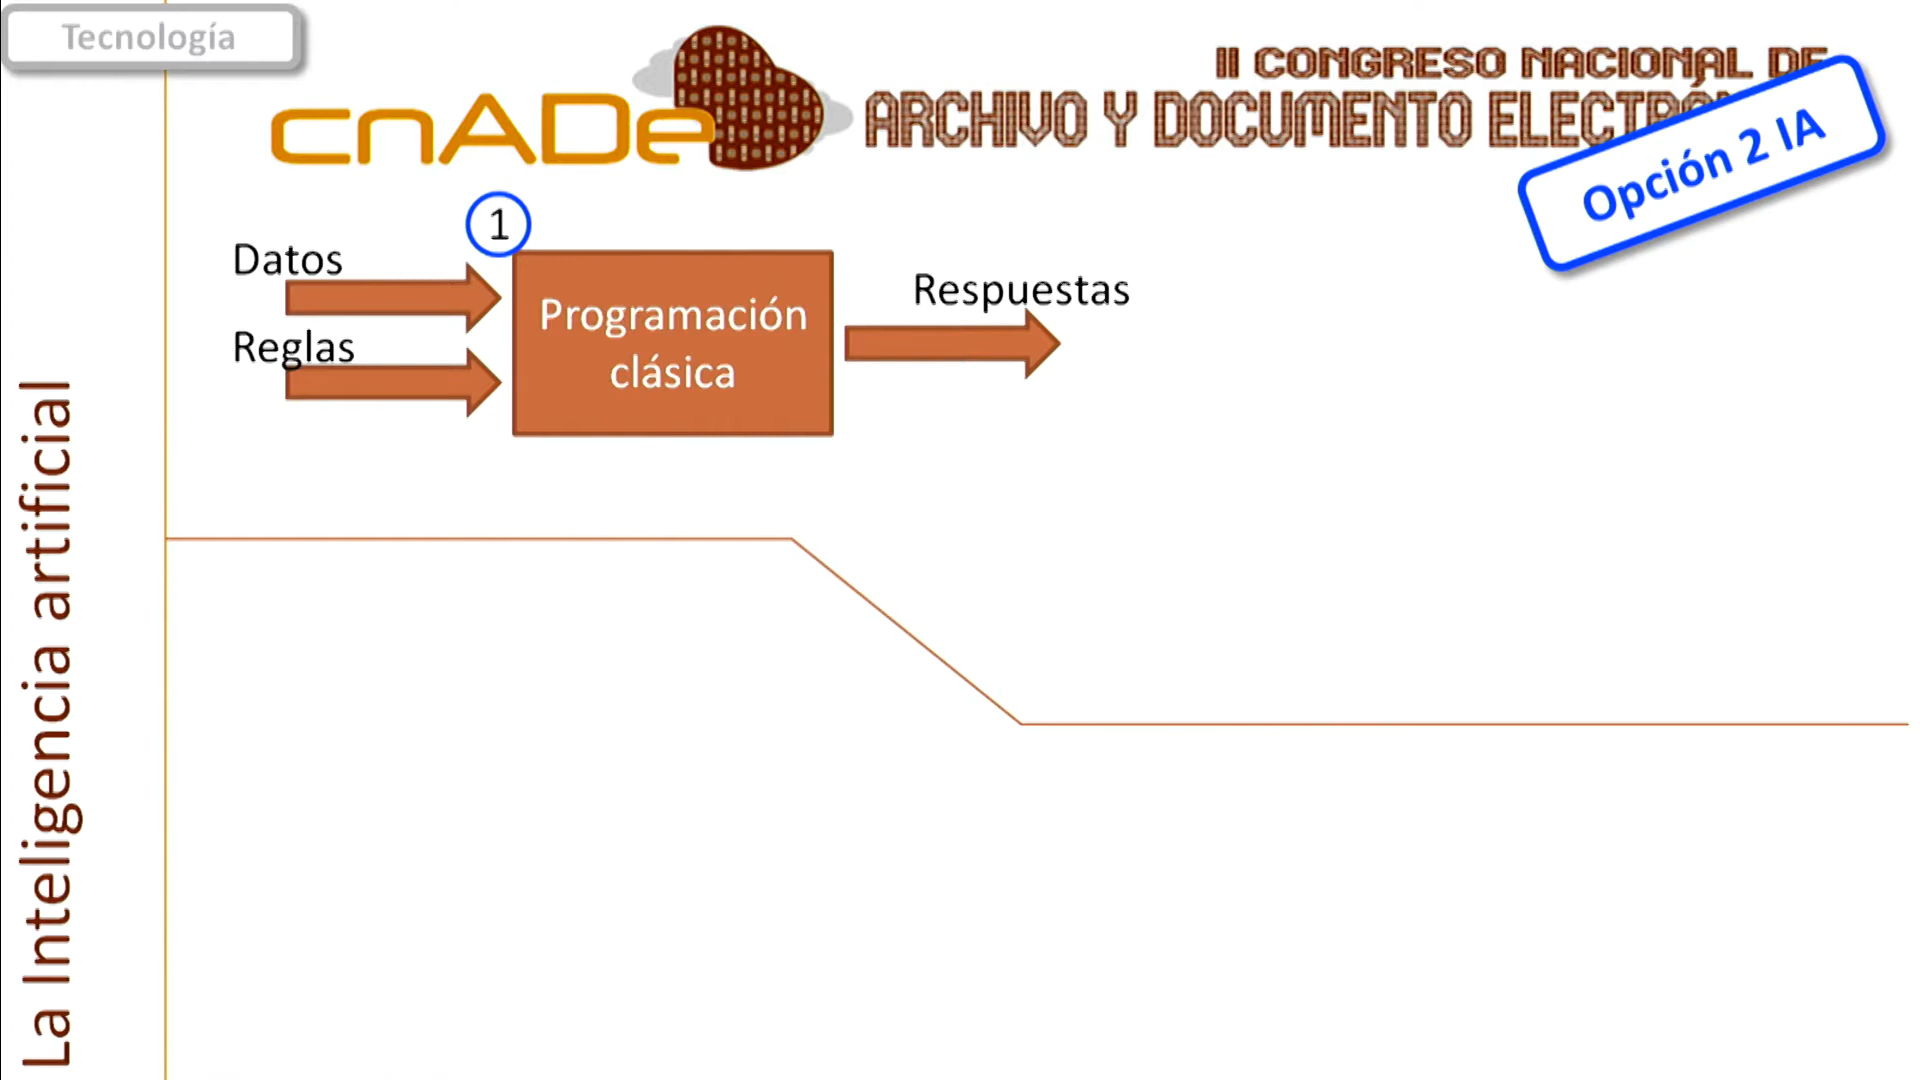 Tecnología
cnADe
II CONGRESO NACIONAL DE
ARCHIVO Y DOCUMENTO
Opción 2 IA
1
Datos
Reglas
Programación
clásica
Respuestas
La Inteligencia artificial